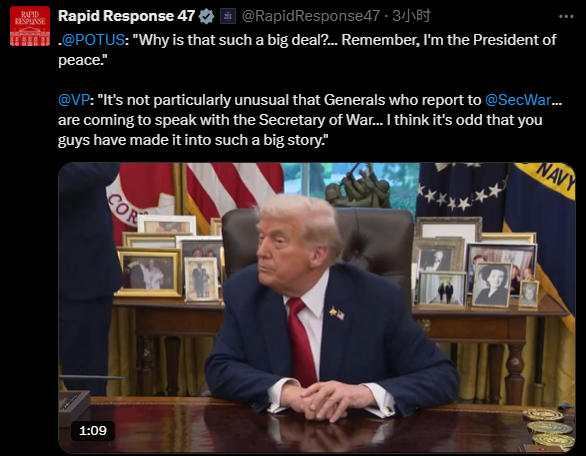 RAPID
RESPONSE
Rapid Response 47 @RapidResponse47 · 3小时
.@POTUS: "Why is that such a big deal?... Remember, I'm the President of
peace."
@VP: "It's not particularly unusual that Generals who report to @SecWar...
are coming to speak with the Secretary of War... I think it's odd that you
guys have made it into such a big story."
COR
NAVY
1:09